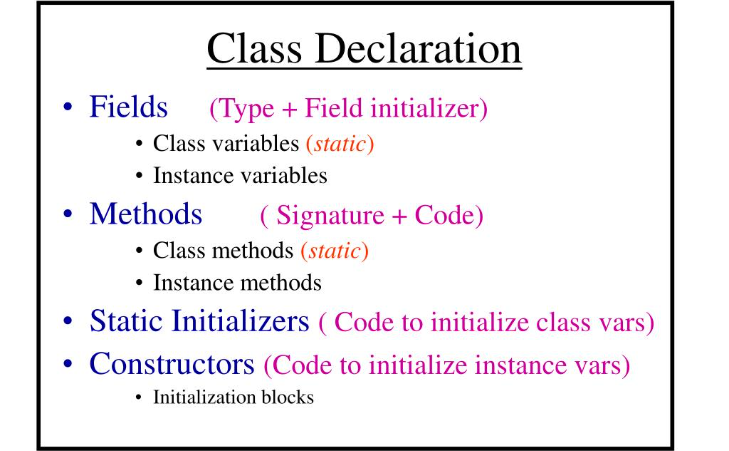 Class Declaration
• Fields (Type + Field initializer)
• Class variables (static)
• Instance variables
• Methods ( Signature + Code)
• Class methods (static)
• Instance methods
• Static Initializers ( Code to initialize class vars)
• Constructors (Code to initialize instance vars)
• Initialization blocks